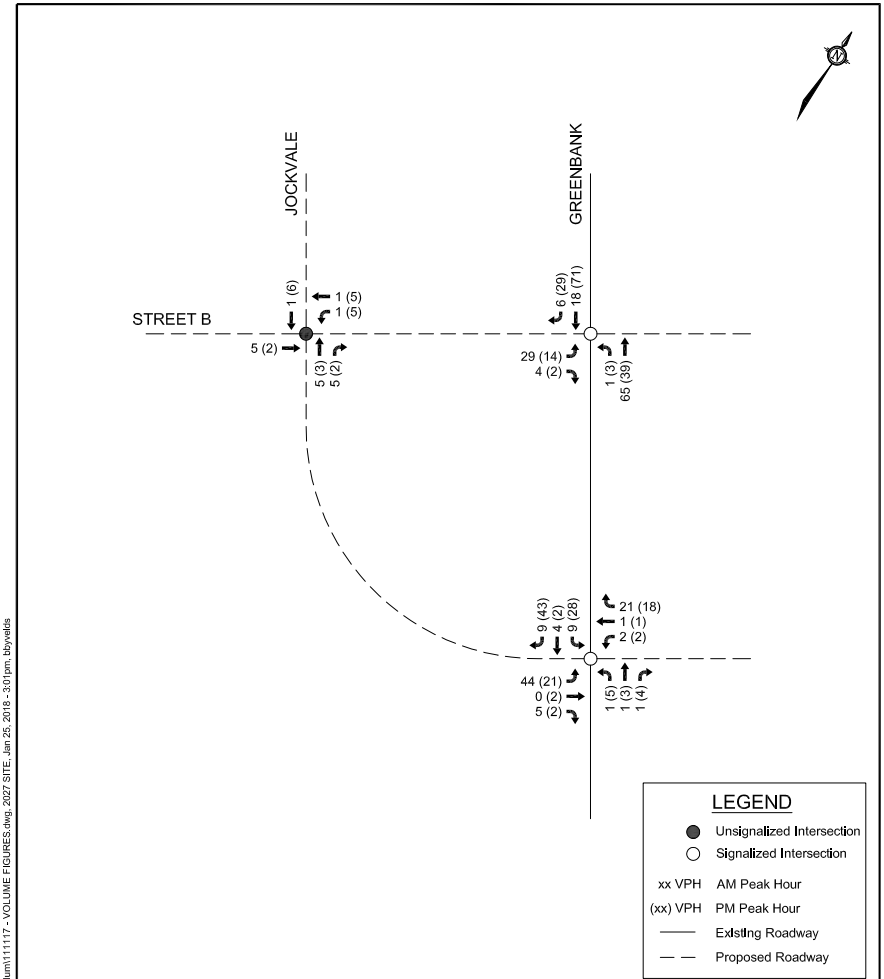 N
JOCKVALE
GREENBANK
STREET B
1 (6)
1 (5)
1 (5)
5 (2)
5 (3)
5 (2)
6 (29)
18 (71)
29 (14)
4 (2)
1 (3)
65 (39)
9 (43)
4 (2)
9 (28)
21 (18)
1 (1)
2 (2)
44 (21)
0 (2)
5 (2)
1 (5)
1 (3)
1 (4)
LEGEND
Unsignalized Intersection
Signalized Intersection
xx VPH AM Peak Hour
(xx) VPH PM Peak Hour
Existing Roadway
Proposed Roadway
111117 - VOLUME FIGURES.dwg, 2027 SITE, Jan 25, 2018 - 3:01pm, bbyvelds